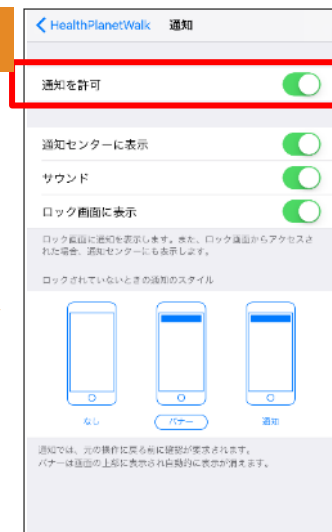 HealthPlanetWalk 通知
通知を許可
通知センターに表示
サウンド
ロック画面に表示
ロック画面に通知を表示します。また、ロック画面からアクセスさ
れた場合、通知センターにも表示します。
ロックされていないときの通知のスタイル
なし バナー 通知
通知では、元の操作に戻る前に確認が要求されます。
バナーは画面の上部に表示され自動的に表示が消えます。